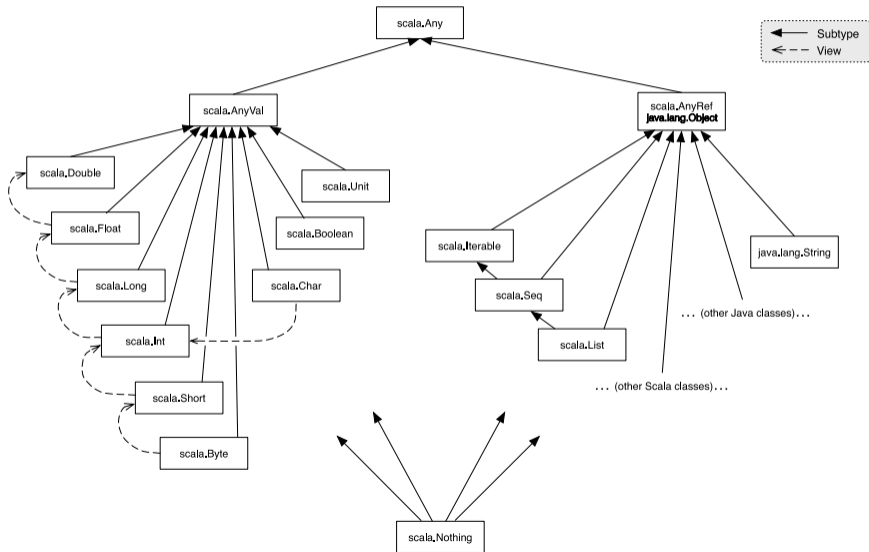 scala.Any
Subtype
View
scala.AnyVal
scala.AnyRef
java.lang.Object
scala.Double
scala.Unit
scala.Float
scala.Boolean
scala.Iterable
java.lang.String
scala.Long
scala.Char
scala.Seq
... (other Java classes)...
scala.Int
scala.List
... (other Scala classes)...
scala.Short
scala.Byte
scala.Nothing